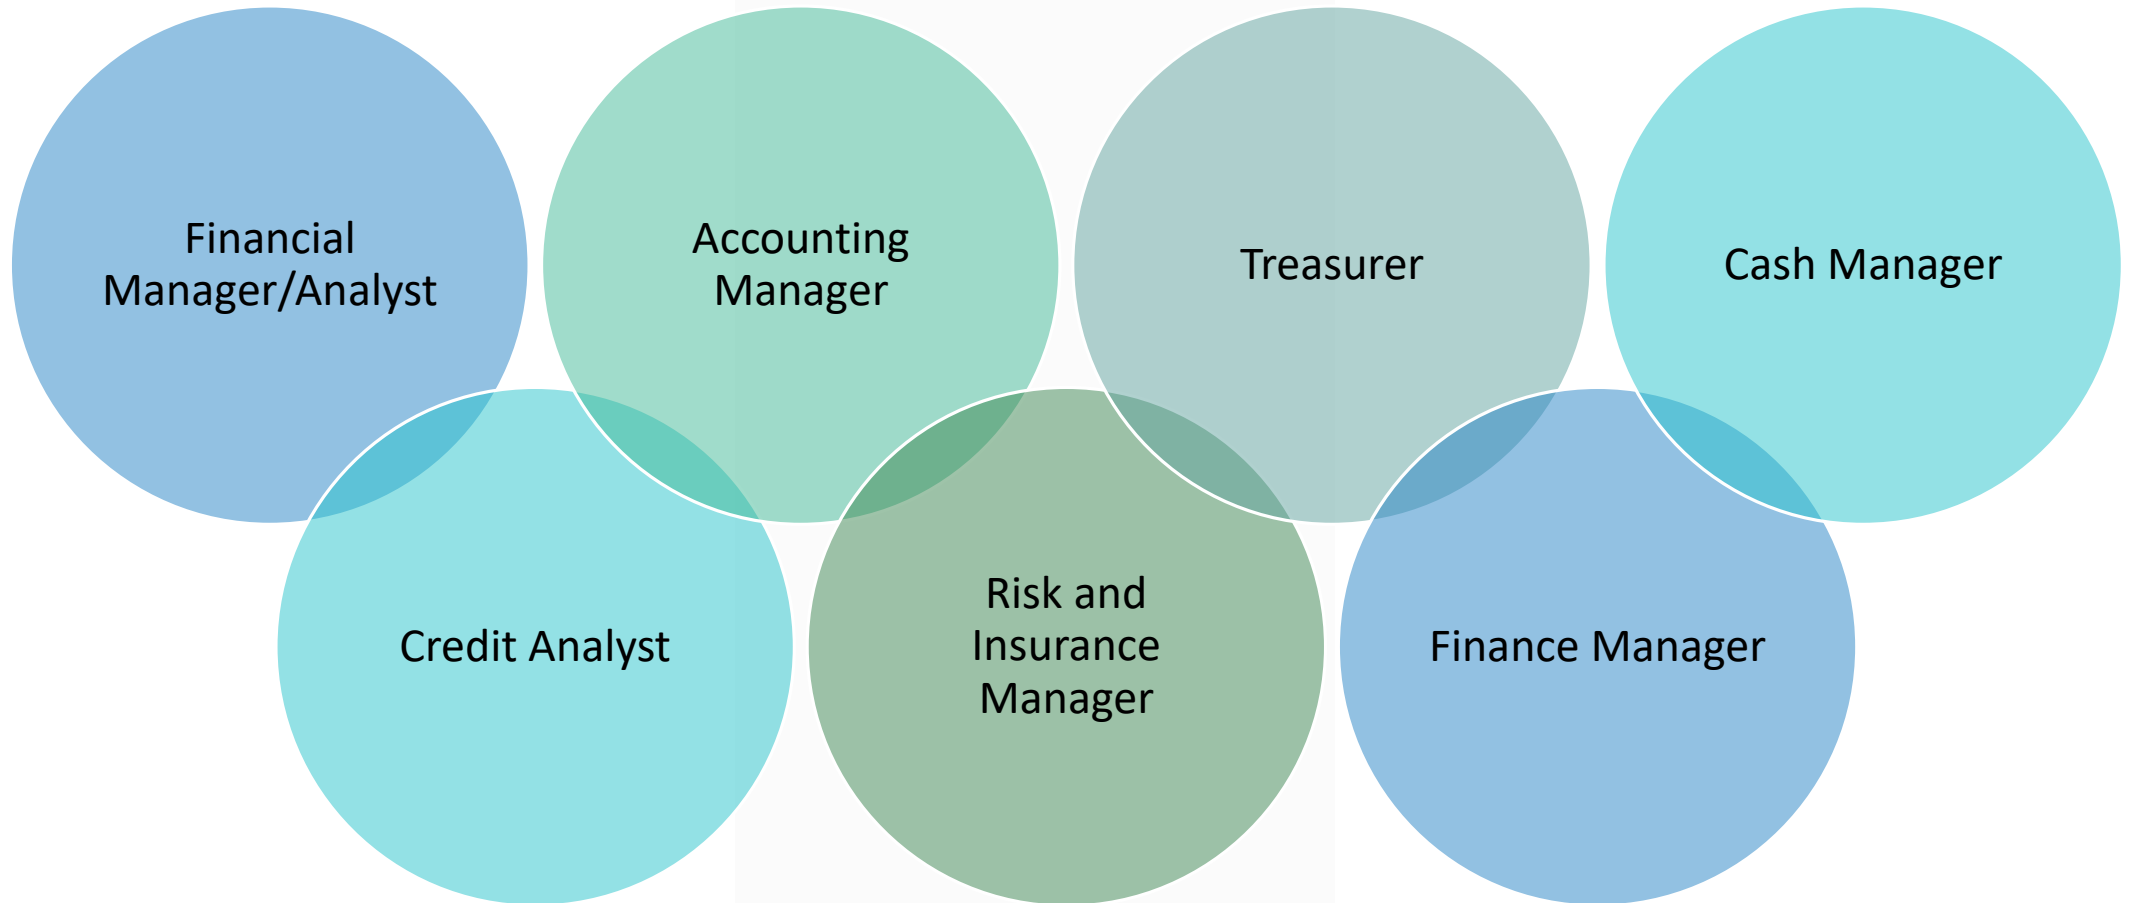 Financial
Manager/Analyst
Accounting
Manager
Treasurer
Cash Manager
Credit Analyst
Risk and
Insurance
Manager
Finance Manager